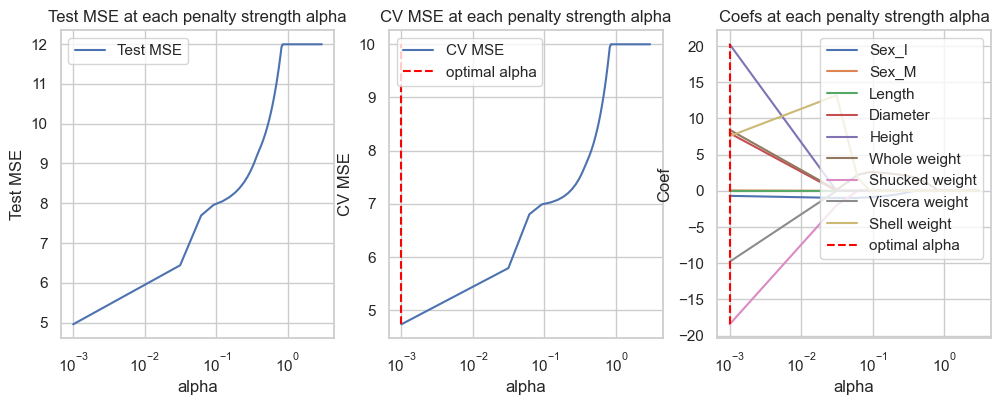 Test MSE at each penalty strength alpha
Test MSE
12
11
10
9
8
7
6
5
Test MSE
10⁻³
10⁻²
10⁻¹
10⁰
alpha
CV MSE at each penalty strength alpha
CV MSE
optimal alpha
10
9
8
7
6
5
CV MSE
10⁻³
10⁻²
10⁻¹
10⁰
alpha
Coefs at each penalty strength alpha
Sex_I
Sex_M
Length
Diameter
Height
Whole weight
Shucked weight
Viscera weight
Shell weight
optimal alpha
20
15
10
5
0
−5
−10
−15
−20
Coef
10⁻³
10⁻²
10⁻¹
10⁰
alpha